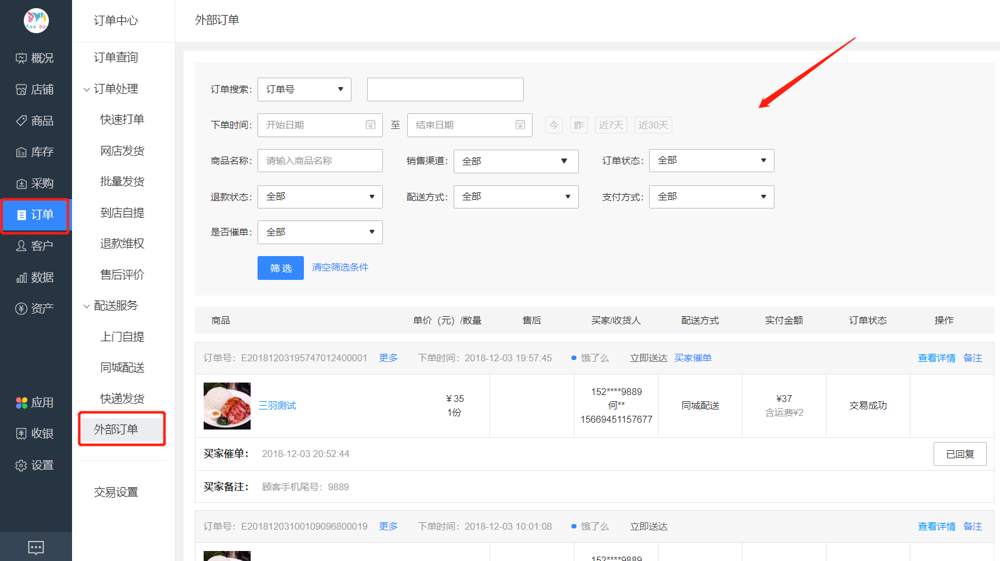 Maa bo
概况
店铺
商品
库存
采购
订单
客户
数据
资产
应用
收银
设置
订单中心
订单查询
订单处理
快速打单
网店发货
批量发货
到店自提
退款维权
售后评价
配送服务
上门自提
同城配送
快递发货
外部订单
交易设置
外部订单
订单搜索： 订单号
下单时间： 开始日期 至 结束日期 今 昨 近7天 近30天
商品名称： 请输入商品名称 销售渠道： 全部 订单状态： 全部
退款状态： 全部 配送方式： 全部 支付方式： 全部
是否催单： 全部
筛 选 清空筛选条件
商品 单价（元）/数量 售后 买家/收货人 配送方式 实付金额 订单状态 操作
订单号：E20181203195747012400001 更多 下单时间：2018-12-03 19:57:45 饿了么 立即送达 买家催单 查看详情 备注
三羽测试 ¥35
1份
152****9889
何**
15669451157677
同城配送
¥37
含运费¥2
交易成功
买家催单： 2018-12-03 20:52:44 已回复
买家备注： 顾客手机尾号：9889
订单号：E20181203100109096800019 更多 下单时间：2018-12-03 10:01:08 饿了么 立即送达 查看详情 备注
152****9889